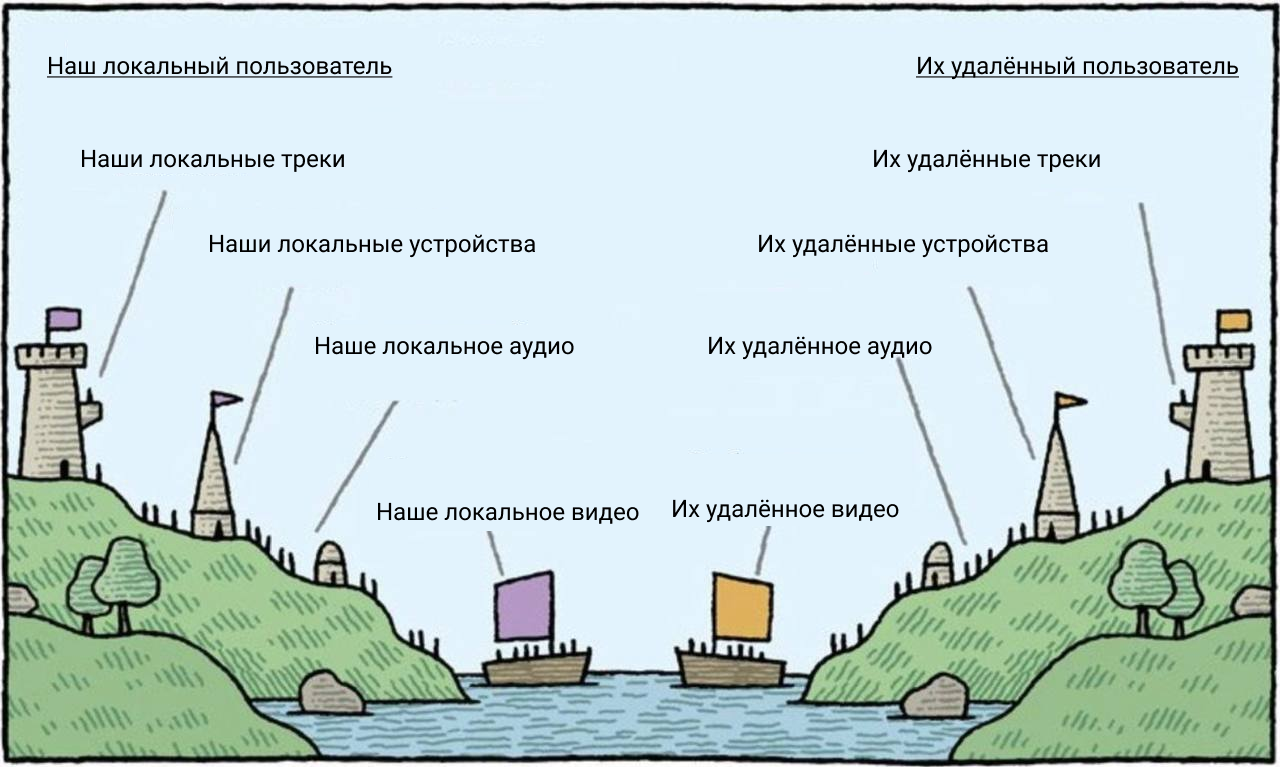 Наш локальный пользователь
Их удалённый пользователь
Наши локальные треки
Их удалённые треки
Наши локальные устройства
Их удалённые устройства
Наше локальное аудио
Их удалённое аудио
Наше локальное видео
Их удалённое видео